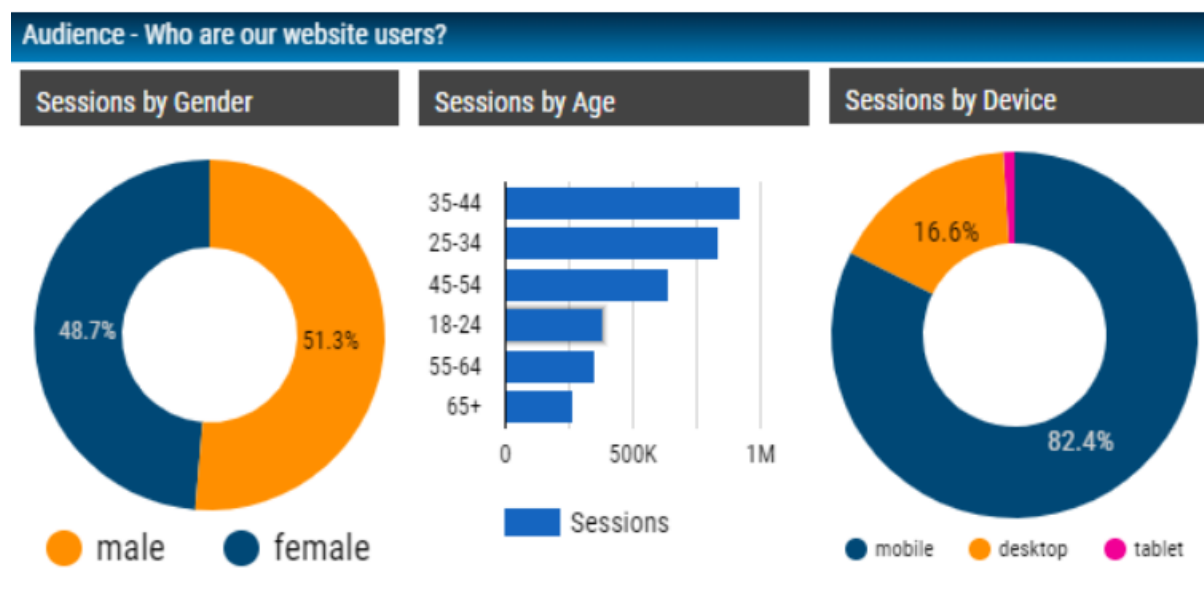 Audience - Who are our website users?
Sessions by Gender
48.7%
51.3%
male
female
Sessions by Age
35-44
25-34
45-54
18-24
55-64
65+
0
500K
1M
Sessions
Sessions by Device
16.6%
82.4%
mobile
desktop
tablet